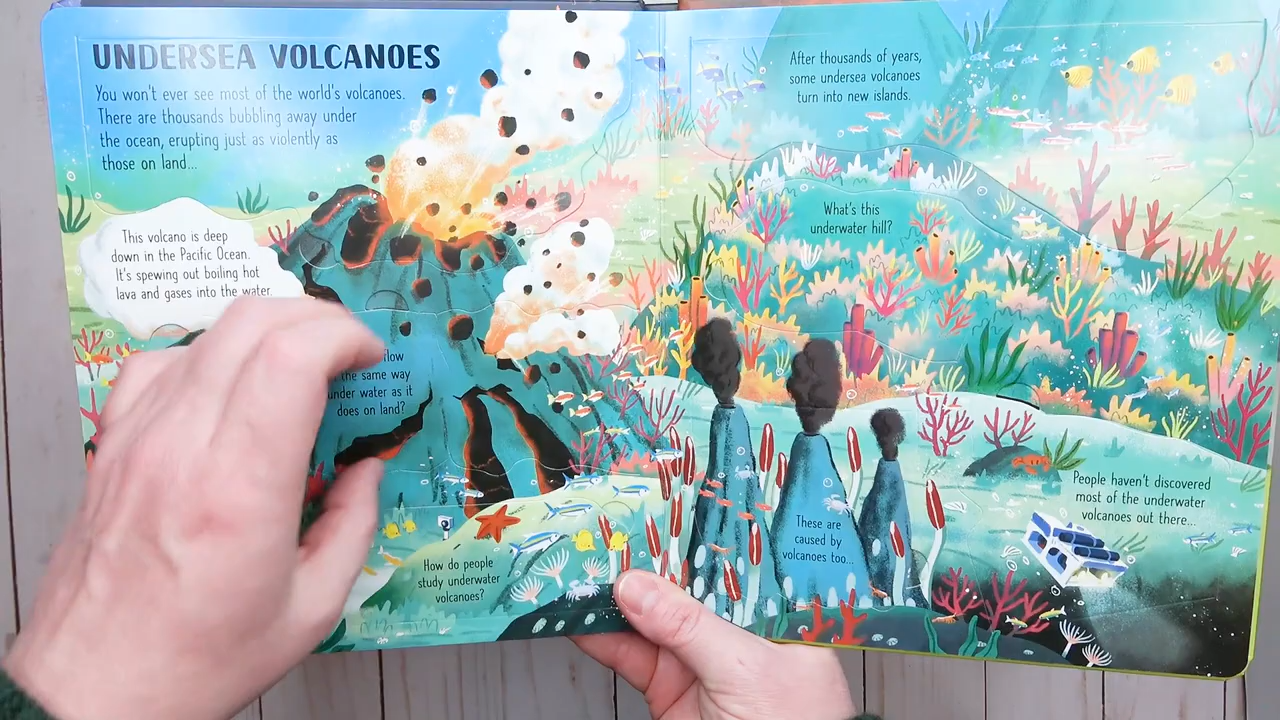 UNDERSEA VOLCANOES
You won't ever see most of the world's volcanoes.
There are thousands bubbling away under
the ocean, erupting just as violently as
those on land...
This volcano is deep
down in the Pacific Ocean.
It's spewing out boiling hot
lava and gases into the water.
flow
the same way
under water as it
does on land?
How do people
study underwater
volcanoes?
After thousands of years,
some undersea volcanoes
turn into new islands.
What's this
underwater hill?
These are
caused by
volcanoes too...
People haven't discovered
most of the underwater
volcanoes out there...